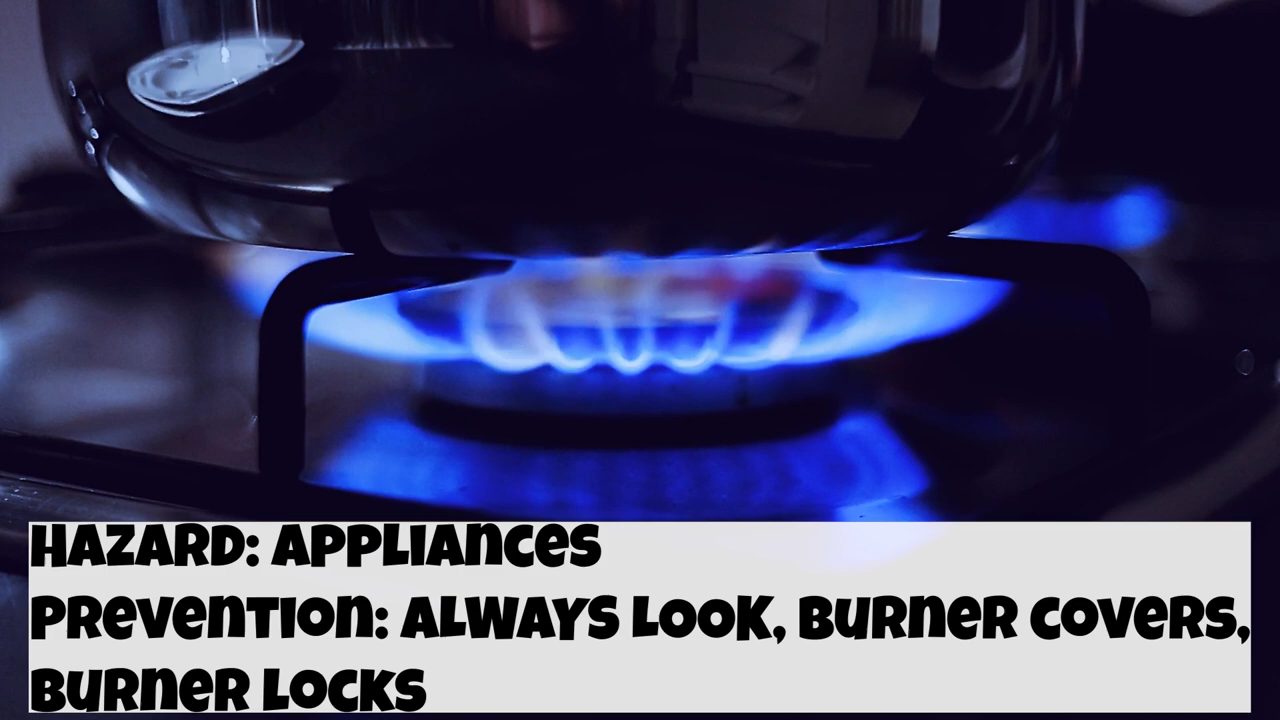 Hazard: Appliances
Prevention: Always Look, Burner Covers,
Burner Locks